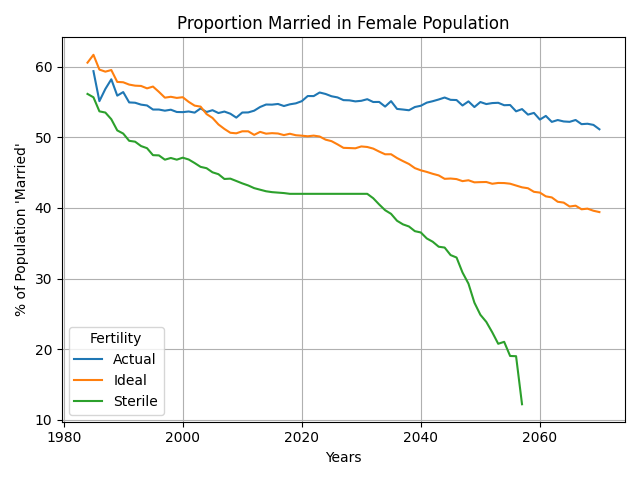 Proportion Married in Female Population
% of Population 'Married'
60
50
40
30
20
10
Fertility
Actual
Ideal
Sterile
1980 2000 2020 2040 2060
Years